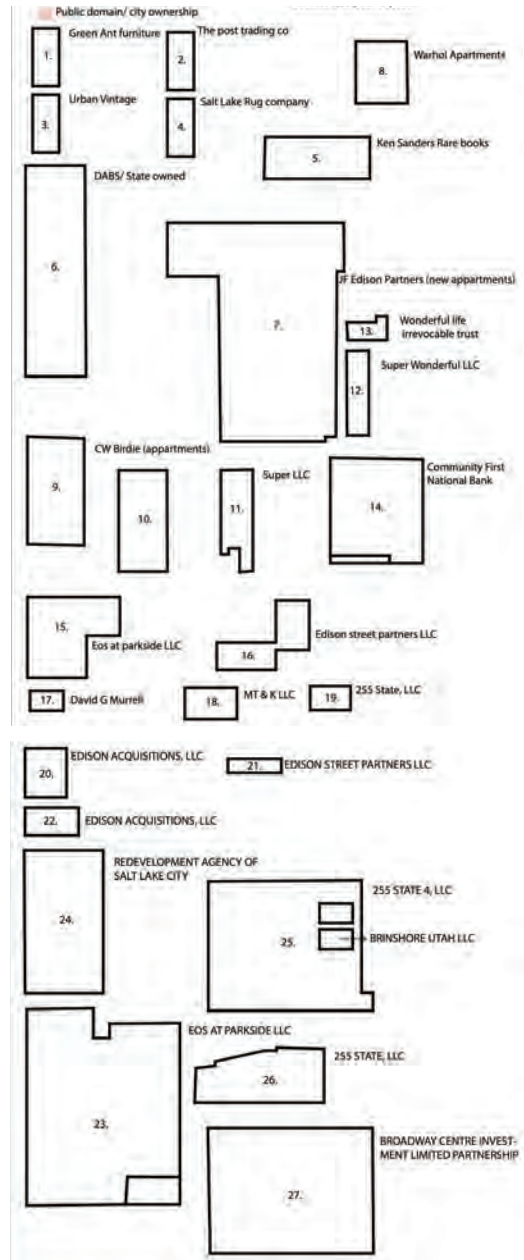 Public domain/ city ownership
Green Ant furniture
The post trading co
1.
2.
8.
Warhol Apartments
Urban Vintage
Salt Lake Rug company
3.
4.
5.
Ken Sanders Rare books
DABS/ State owned
6.
7.
JF Edison Partners (new appartments)
13.
Wonderful life
irrevocable trust
Super Wonderful LLC
12.
CW Birdie (appartments)
Super LLC
Community First
National Bank
9.
10.
11.
14.
15.
Eos at parkside LLC
16.
Edison street partners LLC
17.
David G Murrell
18.
MT & K LLC
19.
255 State, LLC
20.
EDISON ACQUISITIONS, LLC
21.
EDISON STREET PARTNERS LLC
22.
EDISON ACQUISITIONS, LLC
REDEVELOPMENT AGENCY OF
SALT LAKE CITY
24.
25.
255 STATE 4, LLC
BRINSHORE UTAH LLC
EOS AT PARKSIDE LLC
23.
26.
255 STATE, LLC
27.
BROADWAY CENTRE INVEST-
MENT LIMITED PARTNERSHIP